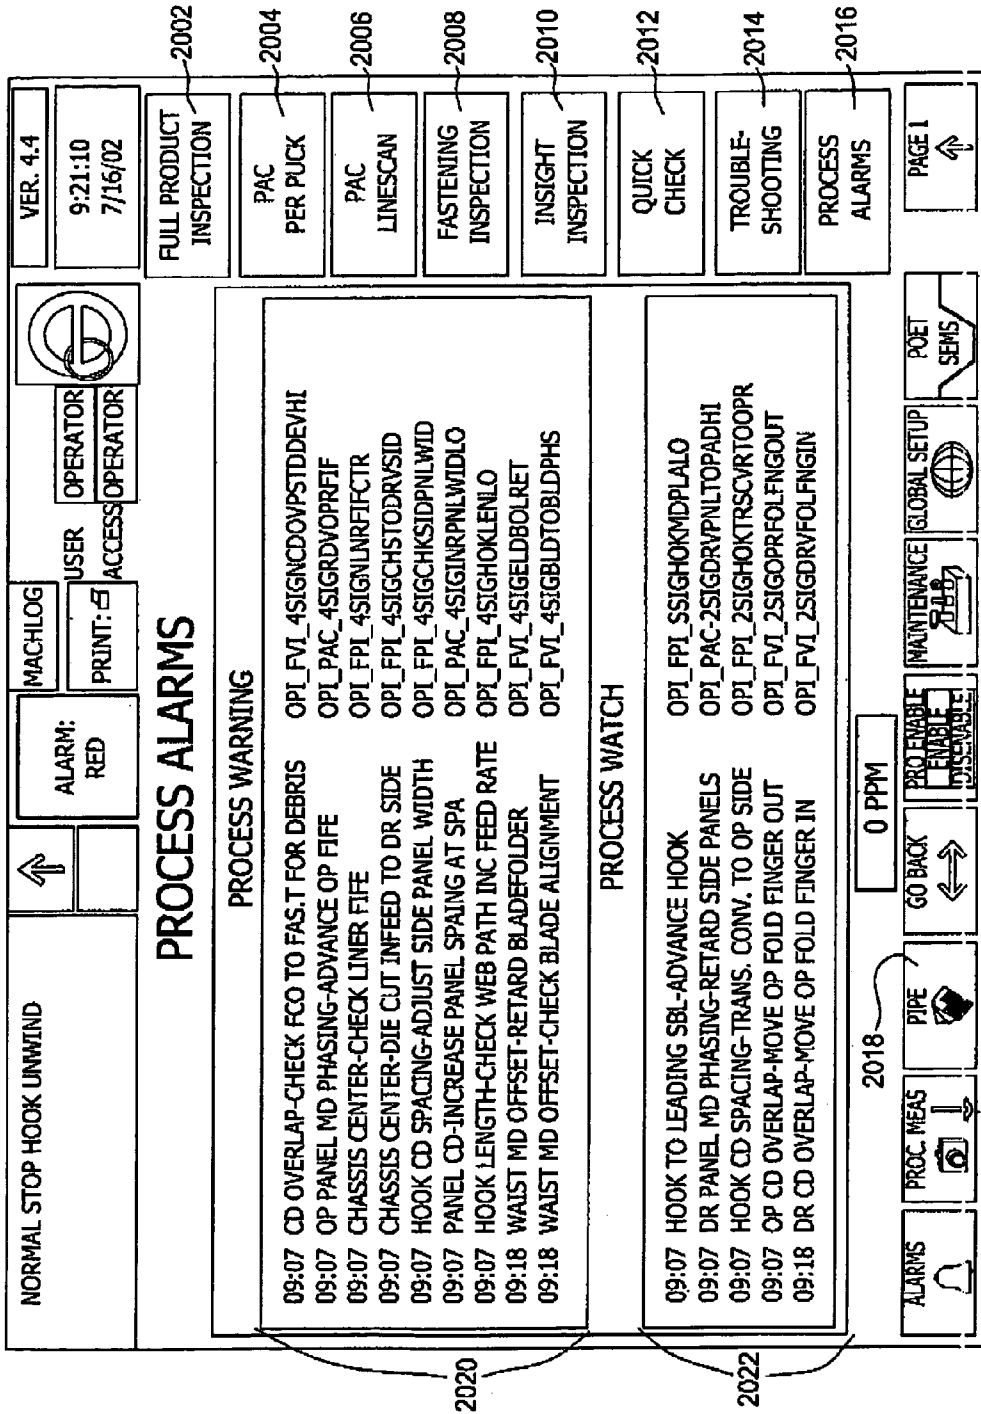 NORMAL STOP HOOK UNWIND
ALARM:
RED
MACHLOG
PRINT:
USER
ACCESS
OPERATOR
OPERATOR
VER. 4.4
9:21:10
7/16/02
PROCESS ALARMS
FULL PRODUCT
INSPECTION
2002
PAC
PER PUCK
2004
PAC
LINESCAN
2006
FASTENING
INSPECTION
2008
INSIGHT
INSPECTION
2010
QUICK
CHECK
2012
TROUBLE-
SHOOTING
2014
PROCESS
ALARMS
2016
PROCESS WARNING
09:07 CD OVERLAP-CHECK FCO TO FAS.T FOR DEBRIS OPI_FVI_4SIGNCDOVPSTDDEVHI
09:07 OP PANEL MD PHASING-ADVANCE OP FIFE OPI_PAC_4SIGRDVOPRFIF
09:07 CHASSIS CENTER-CHECK LINER FIFE OPI_FPI_4SIGNLNRFIFCTR
09:07 CHASSIS CENTER-DIE CUT INFEED TO DR SIDE OPI_FPI_4SIGCHSTODRVSID
09:07 HOOK CD SPACING-ADJUST SIDE PANEL WIDTH OPI_FPI_4SIGCHKSIDPNLWID
09:07 PANEL CD-INCREASE PANEL SPAING AT SPA OPI_PAC_4SIGINRPNLWIDLO
09:07 HOOK LENGTH-CHECK WEB PATH INC FEED RATE OPI_FPI_4SIGHOKLENLO
09:18 WAIST MD OFFSET-RETARD BLADEFOLDER OPI_FVI_4SIGELDBOLRET
09:18 WAIST MD OFFSET-CHECK BLADE ALIGNMENT OPI_FVI_4SIGBLDTOBLDPHS
2020
PROCESS WATCH
09:07 HOOK TO LEADING SBL-ADVANCE HOOK OPI_FPI_SSIGHOKMDPLALO
09:07 DR PANEL MD PHASING-RETARD SIDE PANELS OPI_PAC-2SIGDRVPNLTOPADHI
09:07 HOOK CD SPACING-TRANS. CONV. TO OP SIDE OPI_FPI_2SIGHOKTRSCVRTOOPR
09:07 OP CD OVERLAP-MOVE OP FOLD FINGER OUT OPI_FVI_2SIGOPRFOLFNGOUT
09:18 DR CD OVERLAP-MOVE OP FOLD FINGER IN OPI_FVI_2SIGDRVFOLFNGIN
2022
0 PPM
2018
ALARMS
PROC. MEAS
PIPE
GO BACK
PRO ENABLE
ENABLE
DISENABLE
MAINTENANCE
GLOBAL SETUP
POET
SEMS
PAGE 1